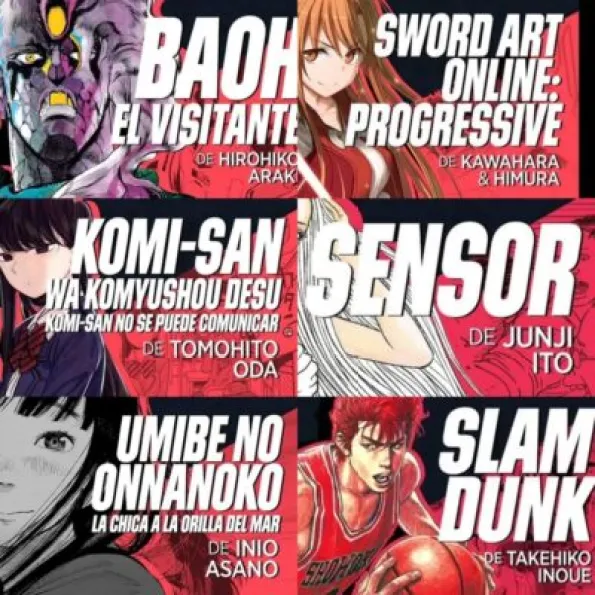 BAOH
EL VISITANTE
DE HIROHIKO
ARAKI
SWORD ART
ONLINE:
PROGRESSIVE
DE KAWAHARA
& HIMURA
KOMI-SAN
WA KOMYUSHOU DESU
KOMI-SAN NO SE PUEDE COMUNICAR
DE TOMOHITO
ODA
SENSOR
DE JUNJI
ITO
UMIBE NO
ONNANOKO
LA CHICA A LA ORILLA DEL MAR
DE INIO
ASANO
SLAM
DUNK
DE TAKEHIKO
INOUE
SHOHOKU